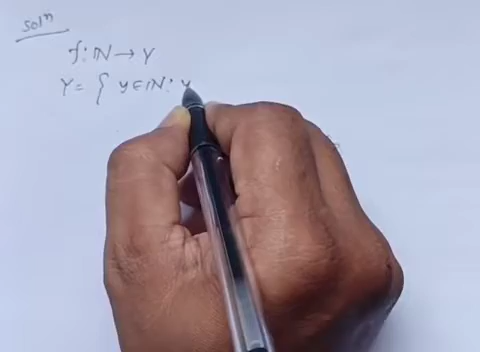 Solⁿ
f: ℕ → Y
Y = { y ∈ ℕ : y